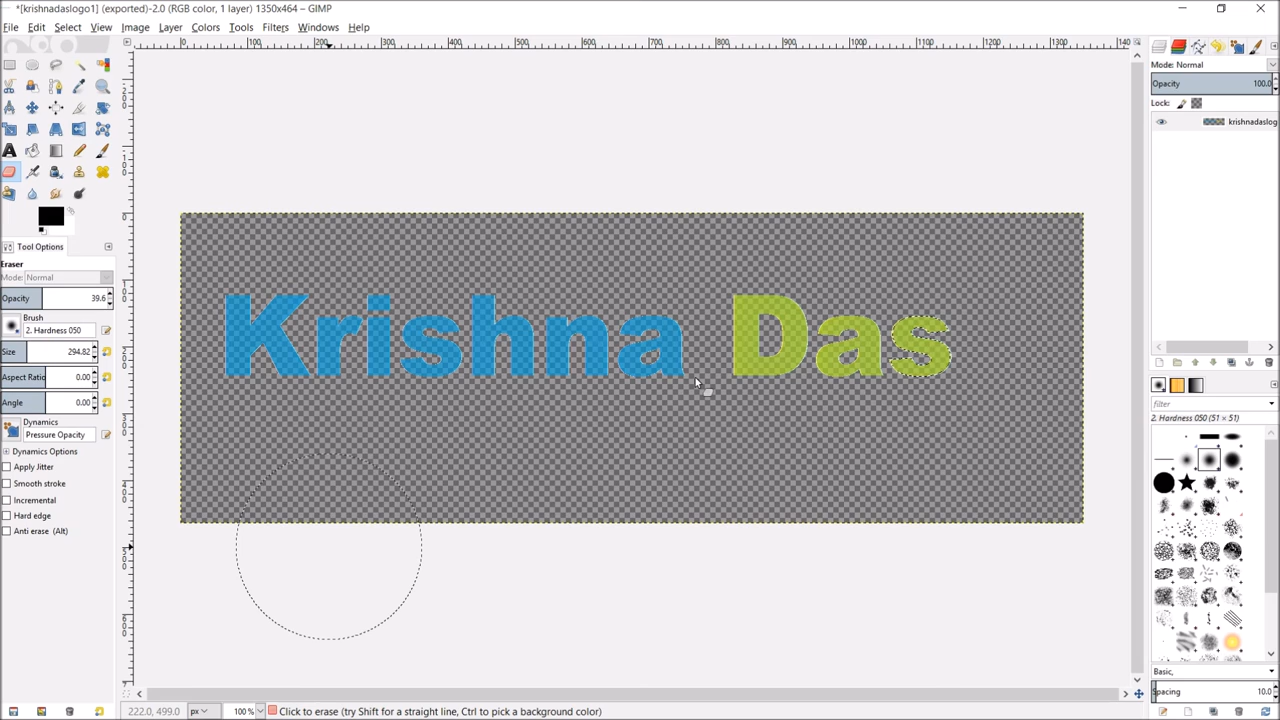 *[krishnadaslogo1] (exported)-2.0 (RGB color, 1 layer) 1350x464 – GIMP
File Edit Select View Image Layer Colors Tools Filters Windows Help
Mode: Normal
Opacity 100.0
Lock:
krishnadaslog
Krishna Das
Tool Options
Eraser
Mode: Normal
Opacity 39.6
Brush
2. Hardness 050
Size 294.82
Aspect Ratio 0.00
Angle 0.00
Dynamics
Pressure Opacity
Dynamics Options
Apply Jitter
Smooth stroke
Incremental
Hard edge
Anti erase (Alt)
filter
2. Hardness 050 (51 × 51)
Basic,
Spacing 10.0
222.0, 499.0 px 100 % Click to erase (try Shift for a straight line, Ctrl to pick a background color)